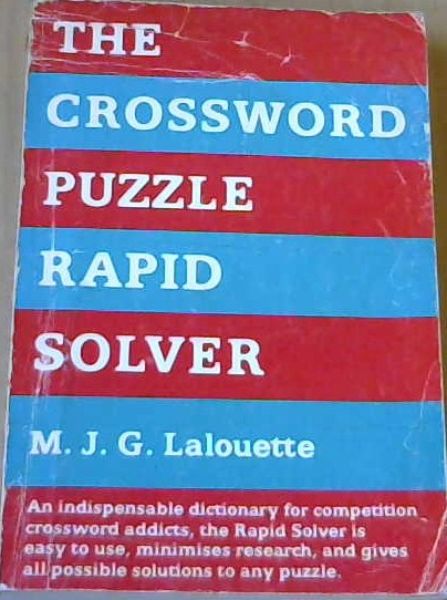 THE
CROSSWORD
PUZZLE
RAPID
SOLVER
M. J. G. Lalouette
An indispensable dictionary for competition
crossword addicts, the Rapid Solver is
easy to use, minimises research, and gives
all possible solutions to any puzzle.